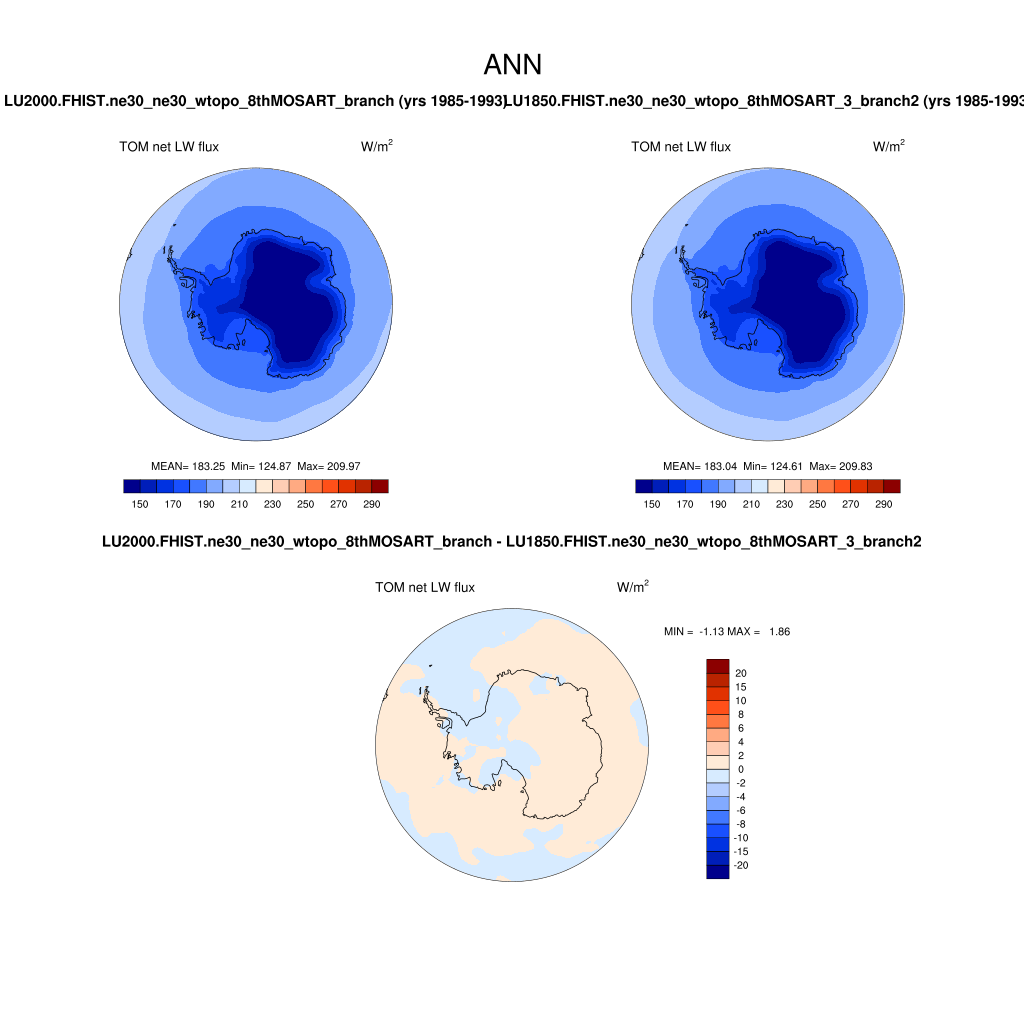 ANN
LU2000.FHIST.ne30_ne30_wtopo_8thMOSART_branch (yrs 1985-1993)
LU1850.FHIST.ne30_ne30_wtopo_8thMOSART_3_branch2 (yrs 1985-1993
TOM net LW flux W/m2
TOM net LW flux W/m2
MEAN= 183.25 Min= 124.87 Max= 209.97
MEAN= 183.04 Min= 124.61 Max= 209.83
150 170 190 210 230 250 270 290
150 170 190 210 230 250 270 290
LU2000.FHIST.ne30_ne30_wtopo_8thMOSART_branch - LU1850.FHIST.ne30_ne30_wtopo_8thMOSART_3_branch2
TOM net LW flux W/m2
MIN = -1.13 MAX = 1.86
20
15
10
8
6
4
2
0
-2
-4
-6
-8
-10
-15
-20